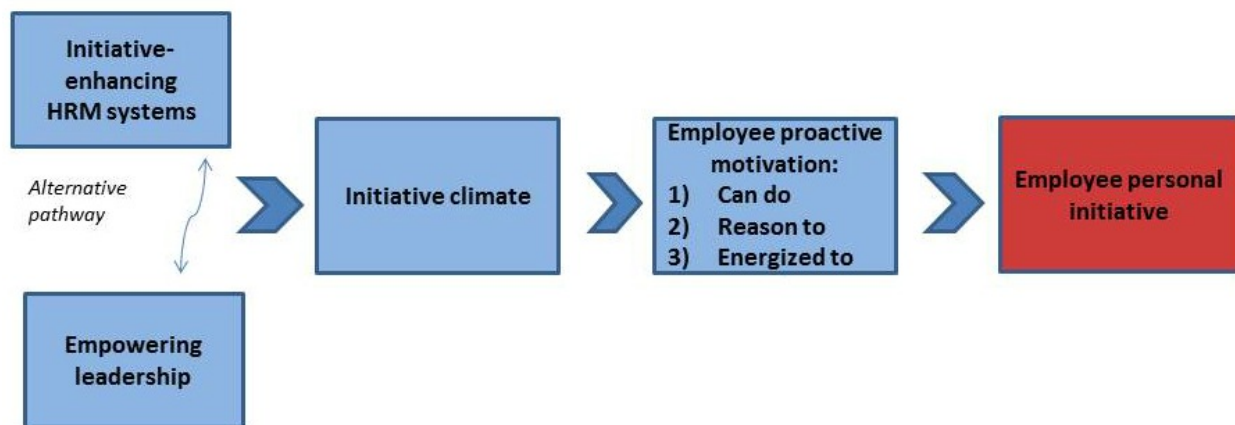 Initiative-
enhancing
HRM systems
Alternative
pathway
Empowering
leadership
Initiative climate
Employee proactive
motivation:
1) Can do
2) Reason to
3) Energized to
Employee personal
initiative